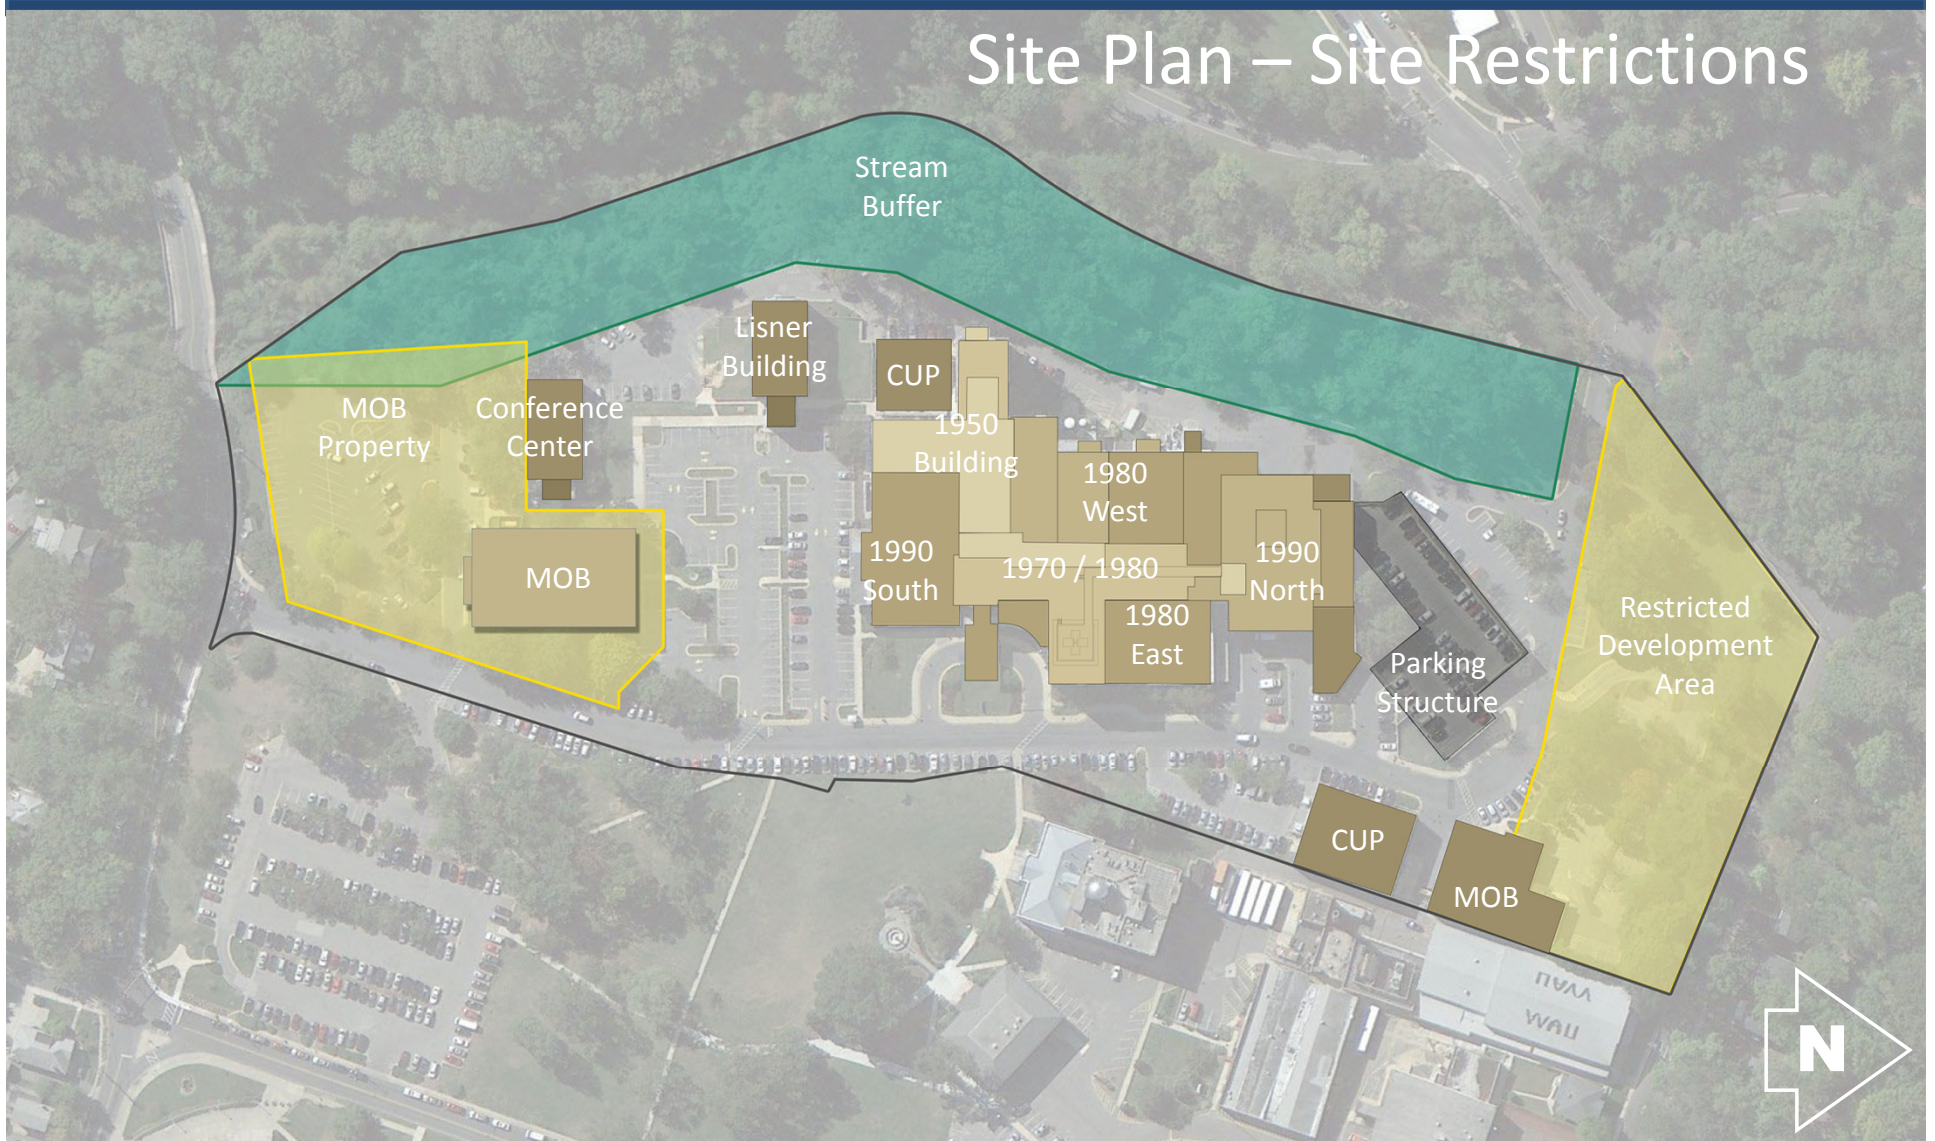 Site Plan – Site Restrictions
Stream
Buffer
Lisner
Building
CUP
MOB
Property
Conference
Center
1950
Building
1980
West
1990
South
1970 / 1980
1990
North
MOB
1980
East
Restricted
Development
Area
Parking
Structure
CUP
MOB
N